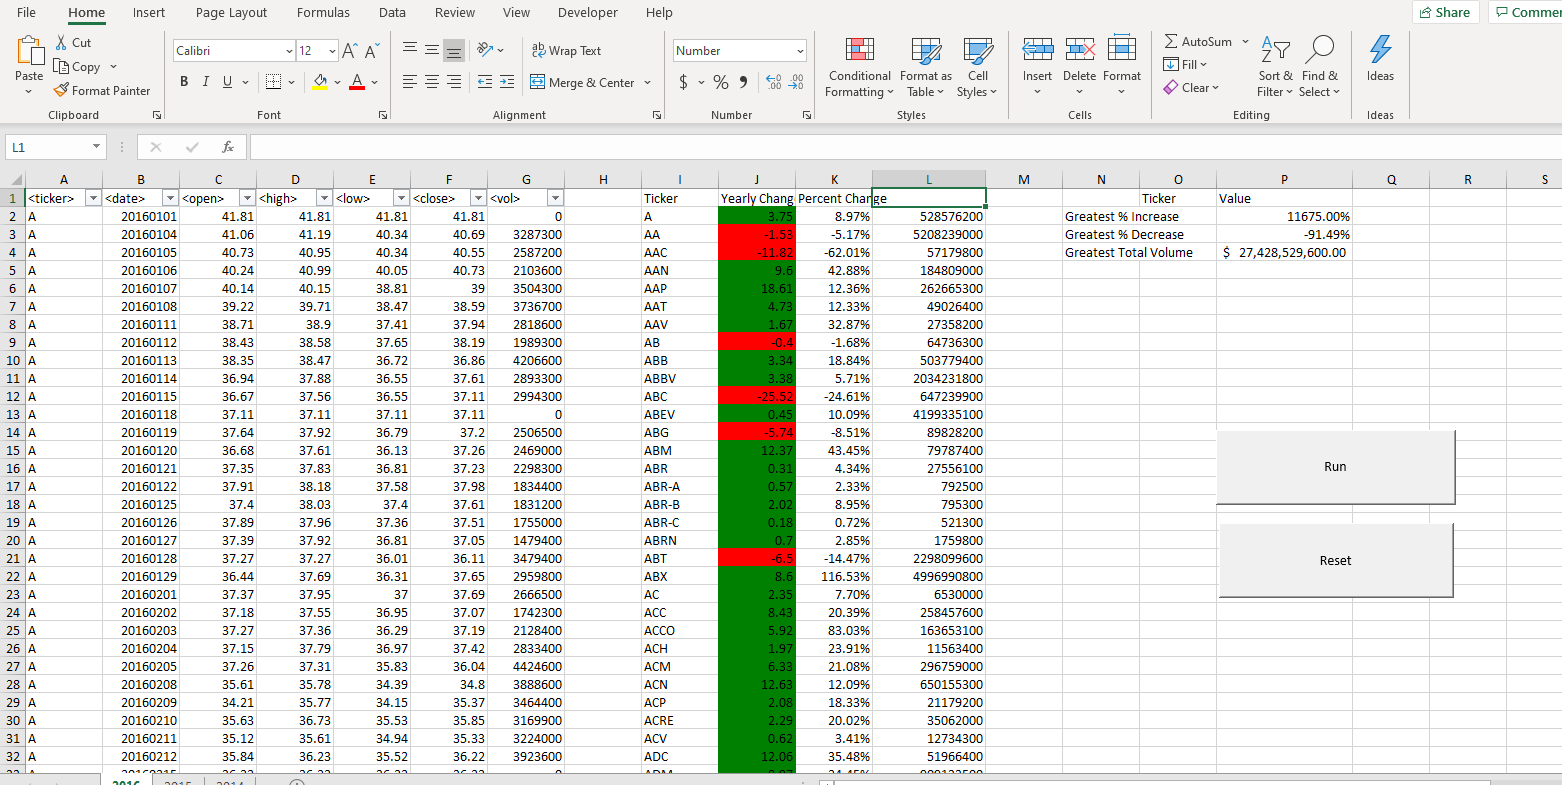 File Home Insert Page Layout Formulas Data Review View Developer Help Share Commen
Cut Calibri 12 Wrap Text Number AutoSum
Copy Paste Conditional Format as Cell Insert Delete Format Fill Sort & Find & Ideas
Format Painter B I U Merge & Center $ % Formatting Table Styles Clear Filter Select
Clipboard Font Alignment Number Styles Cells Editing Ideas
L1 fx
A B C D E F G H I J K L M N O P Q R S
1 <ticker> <date> <open> <high> <low> <close> <vol> Ticker Yearly Chang Percent Change Ticker Value
2 A 20160101 41.81 41.81 41.81 41.81 0 A 3.75 8.97% 528576200 Greatest % Increase 11675.00%
3 A 20160104 41.06 41.19 40.34 40.69 3287300 AA -1.53 -5.17% 5208239000 Greatest % Decrease -91.49%
4 A 20160105 40.73 40.95 40.34 40.55 2587200 AAC -11.82 -62.01% 57179800 Greatest Total Volume $ 27,428,529,600.00
5 A 20160106 40.24 40.99 40.05 40.73 2103600 AAN 9.6 42.88% 184809000
6 A 20160107 40.14 40.15 38.81 39 3504300 AAP 18.61 12.36% 262665300
7 A 20160108 39.22 39.71 38.47 38.59 3736700 AAT 4.73 12.33% 49026400
8 A 20160111 38.71 38.9 37.41 37.94 2818600 AAV 1.67 32.87% 27358200
9 A 20160112 38.43 38.58 37.65 38.19 1989300 AB -0.4 -1.68% 64736300
10 A 20160113 38.35 38.47 36.72 36.86 4206600 ABB 3.34 18.84% 503779400
11 A 20160114 36.94 37.88 36.55 37.61 2893300 ABBV 3.38 5.71% 2034231800
12 A 20160115 36.67 37.56 36.55 37.11 2994300 ABC -25.52 -24.61% 647239900
13 A 20160118 37.11 37.11 37.11 37.11 0 ABEV 0.45 10.09% 4199335100
14 A 20160119 37.64 37.92 36.79 37.2 2506500 ABG -5.74 -8.51% 89828200
15 A 20160120 36.68 37.61 36.13 37.26 2469000 ABM 12.37 43.45% 79787400
16 A 20160121 37.35 37.83 36.81 37.23 2298300 ABR 0.31 4.34% 27556100
Run
17 A 20160122 37.91 38.18 37.58 37.98 1834400 ABR-A 0.57 2.33% 792500
18 A 20160125 37.4 38.03 37.4 37.61 1831200 ABR-B 2.02 8.95% 795300
19 A 20160126 37.89 37.96 37.36 37.51 1755000 ABR-C 0.18 0.72% 521300
20 A 20160127 37.39 37.92 36.81 37.05 1479400 ABRN 0.7 2.85% 1759800
21 A 20160128 37.27 37.27 36.01 36.11 3479400 ABT -6.5 -14.47% 2298099600
Reset
22 A 20160129 36.44 37.69 36.31 37.65 2959800 ABX 8.6 116.53% 4996990800
23 A 20160201 37.37 37.95 37 37.69 2666500 AC 2.35 7.70% 6530000
24 A 20160202 37.18 37.55 36.95 37.07 1742300 ACC 8.43 20.39% 258457600
25 A 20160203 37.27 37.36 36.29 37.19 2128400 ACCO 5.92 83.03% 163653100
26 A 20160204 37.15 37.79 36.97 37.42 2833400 ACH 1.97 23.91% 11563400
27 A 20160205 37.26 37.31 35.83 36.04 4424600 ACM 6.33 21.08% 296759000
28 A 20160208 35.61 35.78 34.39 34.8 3888600 ACN 12.63 12.09% 650155300
29 A 20160209 34.21 35.77 34.15 35.37 3464400 ACP 2.08 18.33% 21179200
30 A 20160210 35.63 36.73 35.53 35.85 3169900 ACRE 2.29 20.02% 35062000
31 A 20160211 35.12 35.61 34.94 35.33 3224000 ACV 0.62 3.41% 12734300
32 A 20160212 35.84 36.23 35.52 36.22 3923600 ADC 12.06 35.48% 51966400
2016 2015 2014